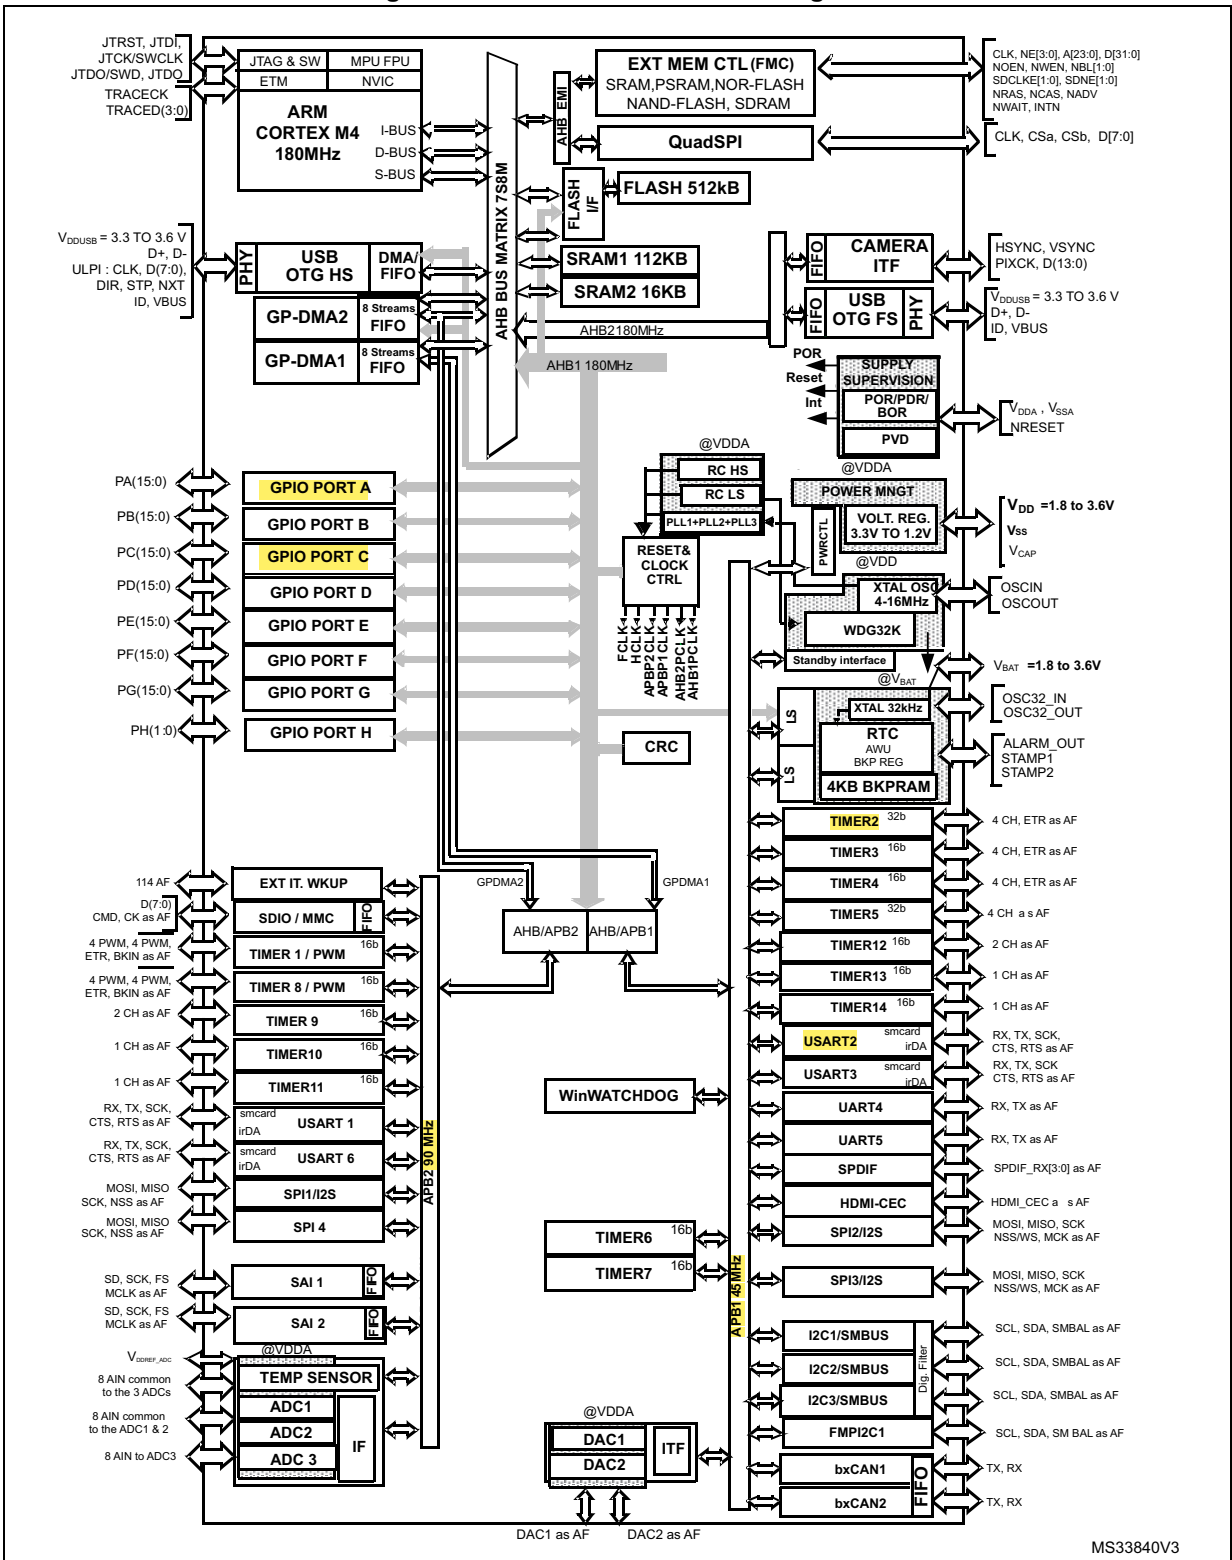 JTRST, JTDI,
JTCK/SWCLK
JTDO/SWD, JTDO
TRACECK
TRACED(3:0)
JTAG & SW
MPU FPU
ETM
NVIC
ARM
CORTEX M4
180MHz
I-BUS
D-BUS
S-BUS
AHB BUS MATRIX 7S8M
AHB EMI
EXT MEM CTL (FMC)
SRAM,PSRAM,NOR-FLASH
NAND-FLASH, SDRAM
QuadSPI
CLK, NE[3:0], A[23:0], D[31:0]
NOEN, NWEN, NBL[1:0]
SDCLKE[1:0], SDNE[1:0]
NRAS, NCAS, NADV
NWAIT, INTN
CLK, CSa, CSb, D[7:0]
FLASH
I/F
FLASH 512kB
SRAM1 112KB
SRAM2 16KB
VDDUSB = 3.3 TO 3.6 V
D+, D-
ULPI : CLK, D(7:0),
DIR, STP, NXT
ID, VBUS
PHY
USB
OTG HS
DMA/
FIFO
GP-DMA2
8 Streams
FIFO
GP-DMA1
8 Streams
FIFO
FIFO
CAMERA
ITF
HSYNC, VSYNC
PIXCK, D(13:0)
FIFO
USB
OTG FS
PHY
VDDUSB = 3.3 TO 3.6 V
D+, D-
ID, VBUS
AHB2180MHz
AHB1 180MHz
POR
Reset
Int
SUPPLY
SUPERVISION
POR/PDR/
BOR
PVD
VDDA , VSSA
NRESET
@VDDA
RC HS
RC LS
PLL1+PLL2+PLL3
RESET&
CLOCK
CTRL
FCLK
HCLK
APBP2CLK
APBP1CLK
AHB2PCLK
AHB1PCLK
@VDDA
POWER MNGT
VOLT. REG.
3.3V TO 1.2V
PWRCTL
VDD =1.8 to 3.6V
Vss
VCAP
@VDD
XTAL OSC
4-16MHz
OSCIN
OSCOUT
WDG32K
Standby interface
@VBAT
VBAT =1.8 to 3.6V
LS
LS
XTAL 32kHz
RTC
AWU
BKP REG
4KB BKPRAM
OSC32_IN
OSC32_OUT
ALARM_OUT
STAMP1
STAMP2
PA(15:0)
GPIO PORT A
PB(15:0)
GPIO PORT B
PC(15:0)
GPIO PORT C
PD(15:0)
GPIO PORT D
PE(15:0)
GPIO PORT E
PF(15:0)
GPIO PORT F
PG(15:0)
GPIO PORT G
PH(1:0)
GPIO PORT H
CRC
GPDMA2
GPDMA1
AHB/APB2
AHB/APB1
114 AF
EXT IT. WKUP
D(7:0)
CMD, CK as AF
SDIO / MMC
FIFO
4 PWM, 4 PWM,
ETR, BKIN as AF
TIMER 1 / PWM
16b
4 PWM, 4 PWM,
ETR, BKIN as AF
TIMER 8 / PWM
16b
2 CH as AF
TIMER 9
16b
1 CH as AF
TIMER10
16b
1 CH as AF
TIMER11
16b
RX, TX, SCK,
CTS, RTS as AF
smcard
irDA
USART 1
RX, TX, SCK,
CTS, RTS as AF
smcard
irDA
USART 6
MOSI, MISO
SCK, NSS as AF
SPI1/I2S
MOSI, MISO
SCK, NSS as AF
SPI 4
SD, SCK, FS
MCLK as AF
SAI 1
FIFO
SD, SCK, FS
MCLK as AF
SAI 2
FIFO
APB2 90 MHz
@VDDA
VDDREF_ADC
TEMP SENSOR
8 AIN common
to the 3 ADCs
ADC1
8 AIN common
to the ADC1 & 2
ADC2
8 AIN to ADC3
ADC 3
IF
WinWATCHDOG
TIMER6
16b
TIMER7
16b
@VDDA
DAC1
DAC2
ITF
DAC1 as AF
DAC2 as AF
APB1 45 MHz
TIMER2
32b
4 CH, ETR as AF
TIMER3
16b
4 CH, ETR as AF
TIMER4
16b
4 CH, ETR as AF
TIMER5
32b
4 CH a s AF
TIMER12
16b
2 CH as AF
TIMER13
16b
1 CH as AF
TIMER14
16b
1 CH as AF
USART2
smcard
irDA
RX, TX, SCK,
CTS, RTS as AF
USART3
smcard
irDA
RX, TX, SCK
CTS, RTS as AF
UART4
RX, TX as AF
UART5
RX, TX as AF
SPDIF
SPDIF_RX[3:0] as AF
HDMI-CEC
HDMI_CEC a s AF
SPI2/I2S
MOSI, MISO, SCK
NSS/WS, MCK as AF
SPI3/I2S
MOSI, MISO, SCK
NSS/WS, MCK as AF
I2C1/SMBUS
SCL, SDA, SMBAL as AF
I2C2/SMBUS
SCL, SDA, SMBAL as AF
I2C3/SMBUS
SCL, SDA, SMBAL as AF
Dig. Filter
FMPI2C1
SCL, SDA, SM BAL as AF
bxCAN1
TX, RX
bxCAN2
TX, RX
FIFO
MS33840V3